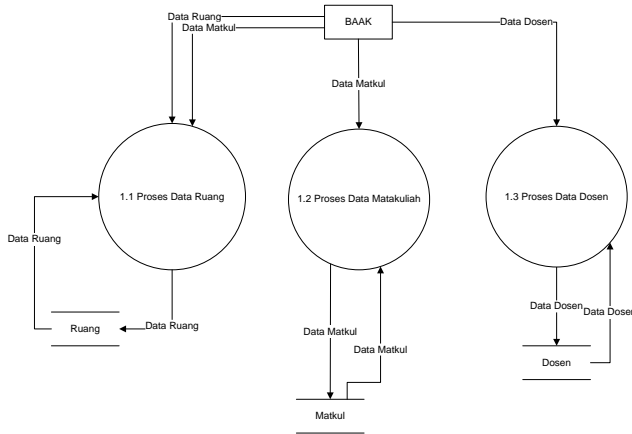 Data Ruang
Data Matkul
BAAK
Data Dosen
Data Matkul
1.1 Proses Data Ruang
1.2 Proses Data Matakuliah
1.3 Proses Data Dosen
Data Ruang
Data Ruang
Ruang
Data Matkul
Data Matkul
Matkul
Data Dosen
Data Dosen
Dosen